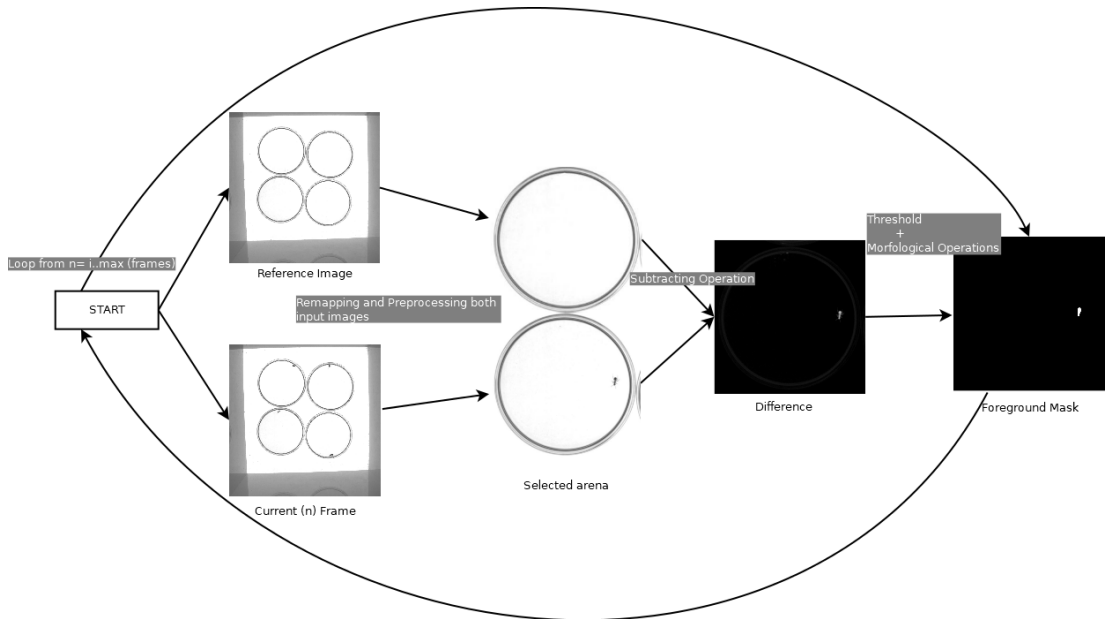 Loop from n= i..max (frames)
START
Reference Image
Remapping and Preprocessing both
input images
Current (n) Frame
Selected arena
Subtracting Operation
Difference
Threshold
+
Morfological Operations
Foreground Mask